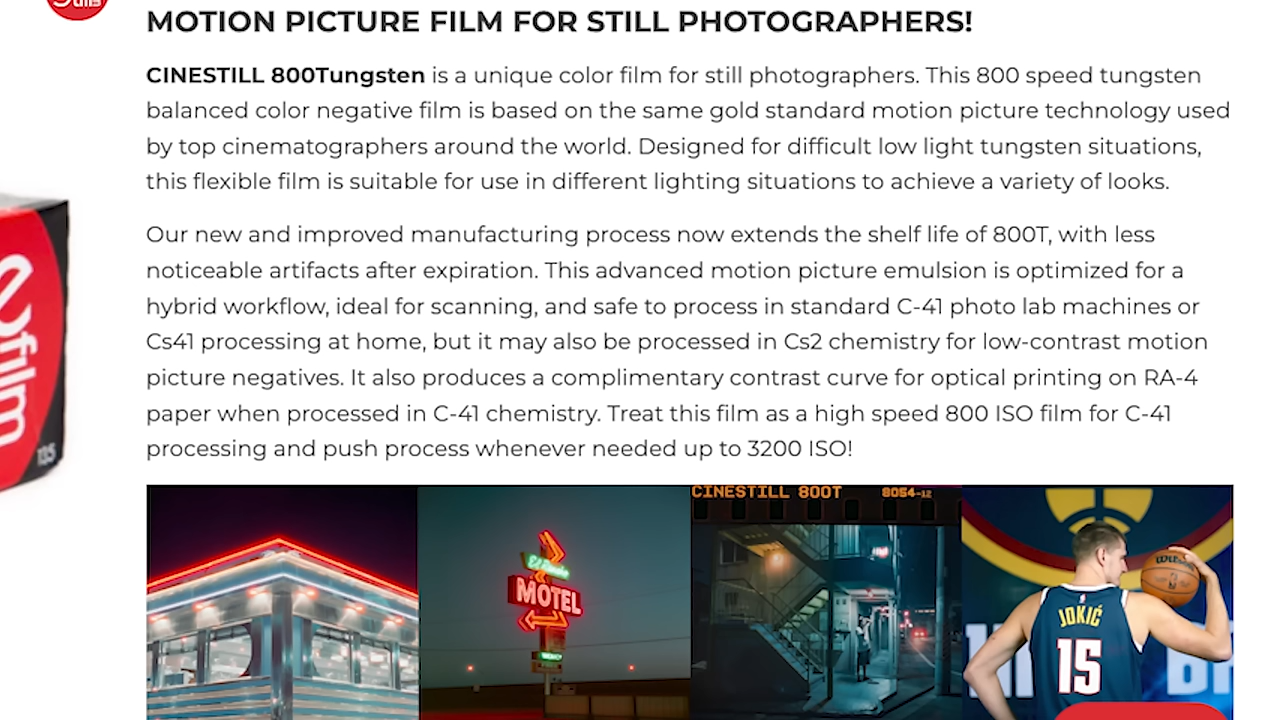 MOTION PICTURE FILM FOR STILL PHOTOGRAPHERS!
CINESTILL 800Tungsten is a unique color film for still photographers. This 800 speed tungsten
balanced color negative film is based on the same gold standard motion picture technology used
by top cinematographers around the world. Designed for difficult low light tungsten situations,
this flexible film is suitable for use in different lighting situations to achieve a variety of looks.
Our new and improved manufacturing process now extends the shelf life of 800T, with less
noticeable artifacts after expiration. This advanced motion picture emulsion is optimized for a
hybrid workflow, ideal for scanning, and safe to process in standard C-41 photo lab machines or
Cs41 processing at home, but it may also be processed in Cs2 chemistry for low-contrast motion
picture negatives. It also produces a complimentary contrast curve for optical printing on RA-4
paper when processed in C-41 chemistry. Treat this film as a high speed 800 ISO film for C-41
processing and push process whenever needed up to 3200 ISO!
film
135
CINESTILL 800T 8054-12
MOTEL
Wilson
JOKIĆ
15